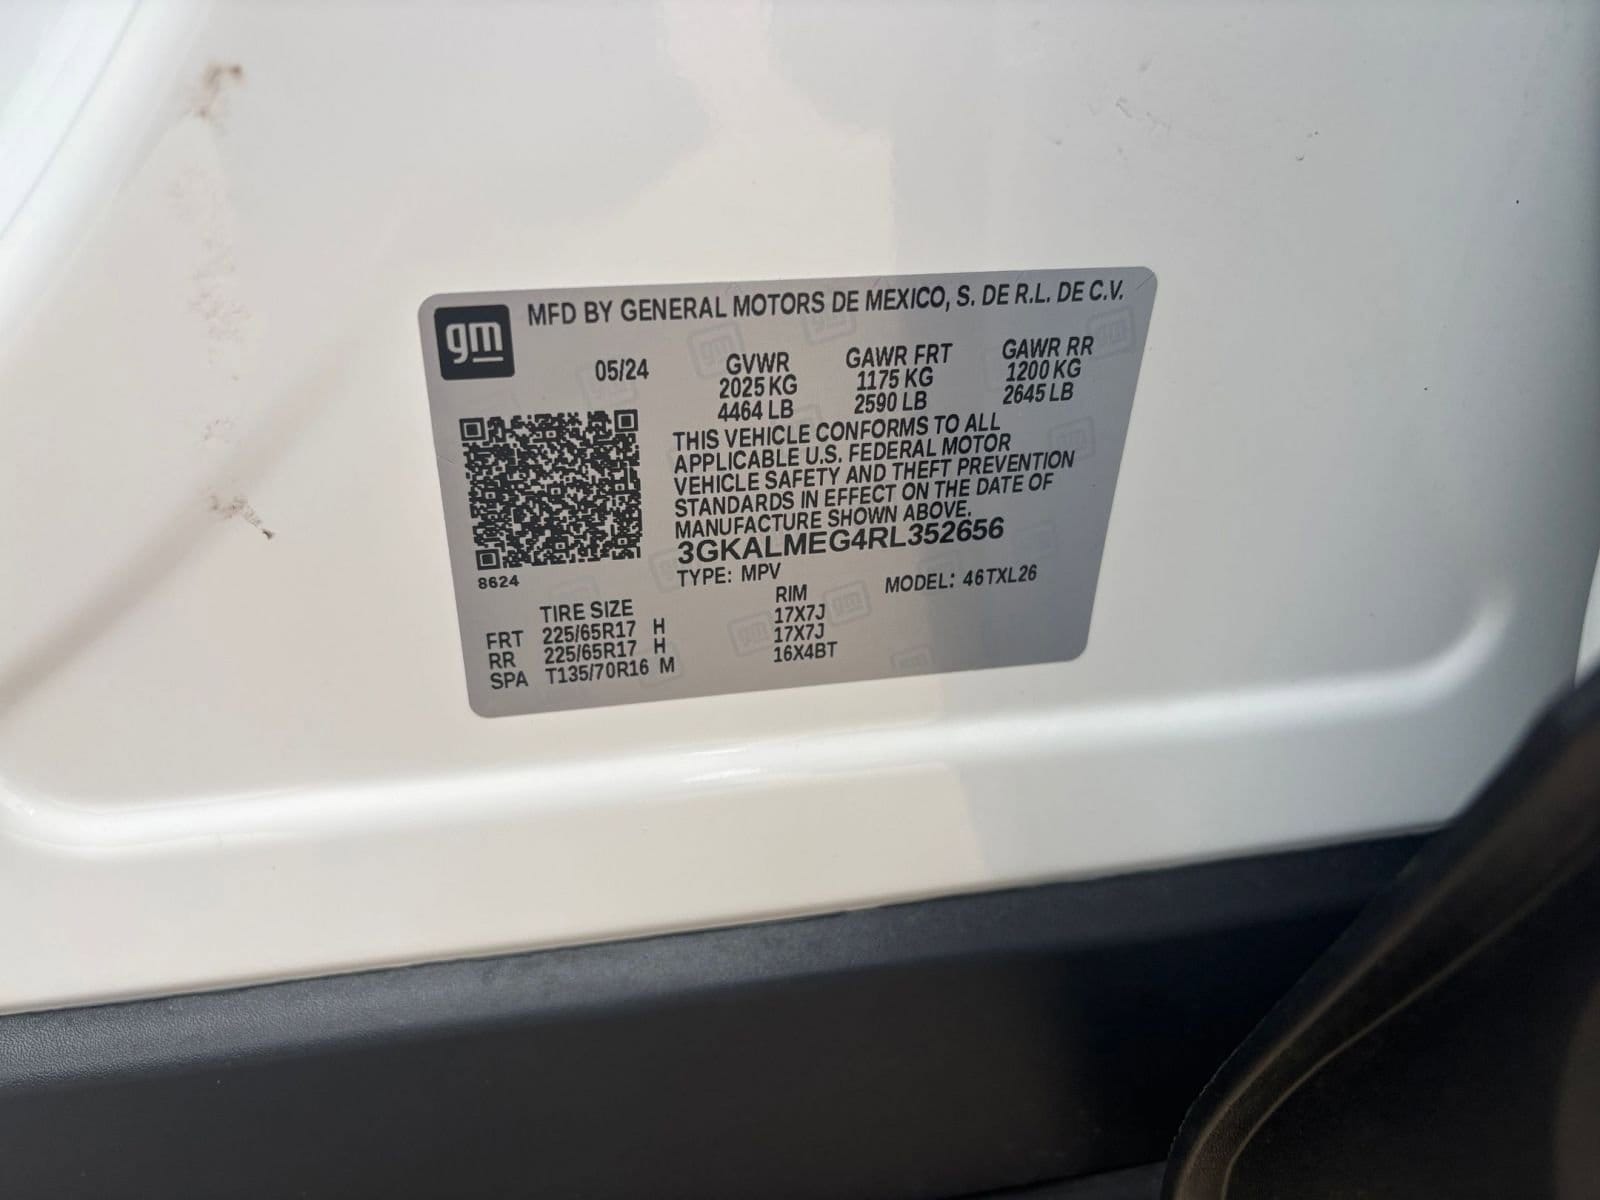 gm MFD BY GENERAL MOTORS DE MEXICO, S. DE R.L. DE C.V.
05/24 GVWR GAWR FRT GAWR RR
2025 KG 1175 KG 1200 KG
4464 LB 2590 LB 2645 LB
THIS VEHICLE CONFORMS TO ALL
APPLICABLE U.S. FEDERAL MOTOR
VEHICLE SAFETY AND THEFT PREVENTION
STANDARDS IN EFFECT ON THE DATE OF
MANUFACTURE SHOWN ABOVE.
3GKALMEG4RL352656
8624 TYPE: MPV MODEL: 46TXL26
TIRE SIZE RIM
FRT 225/65R17 H 17X7J
RR 225/65R17 H 17X7J
SPA T135/70R16 M 16X4BT